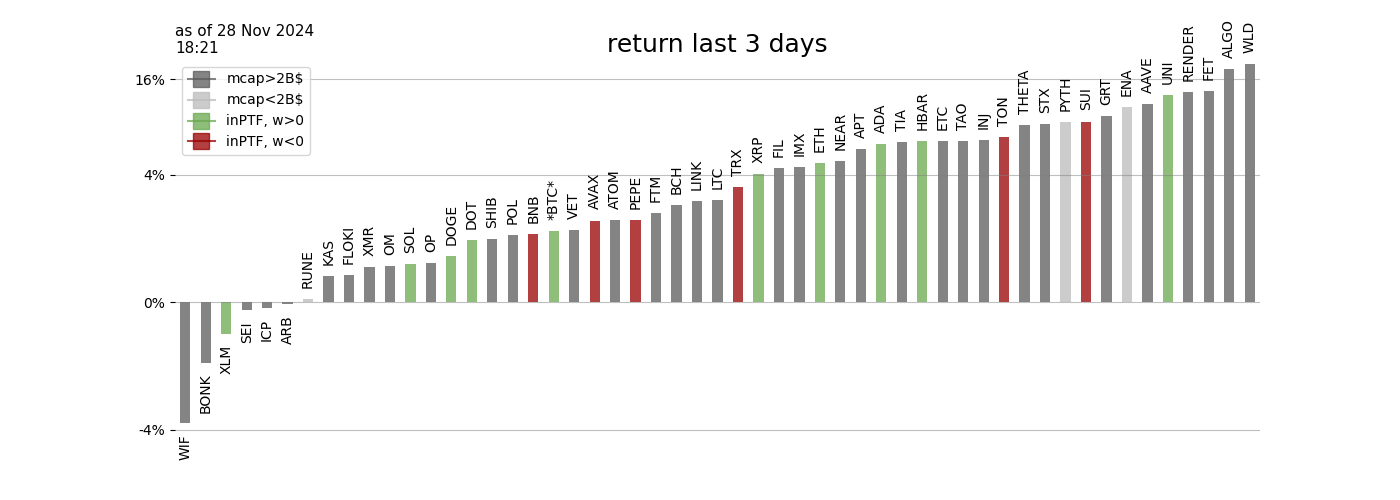 as of 28 Nov 2024
18:21
return last 3 days
mcap>2B$
mcap<2B$
inPTF, w>0
inPTF, w<0
16%
4%
0%
-4%
WIF
BONK
XLM
SEI
ICP
ARB
RUNE
KAS
FLOKI
XMR
OM
SOL
OP
DOGE
DOT
SHIB
POL
BNB
*BTC*
VET
AVAX
ATOM
PEPE
FTM
BCH
LINK
LTC
TRX
XRP
FIL
IMX
ETH
NEAR
APT
ADA
TIA
HBAR
ETC
TAO
INJ
TON
THETA
STX
PYTH
SUI
GRT
ENA
AAVE
UNI
RENDER
FET
ALGO
WLD